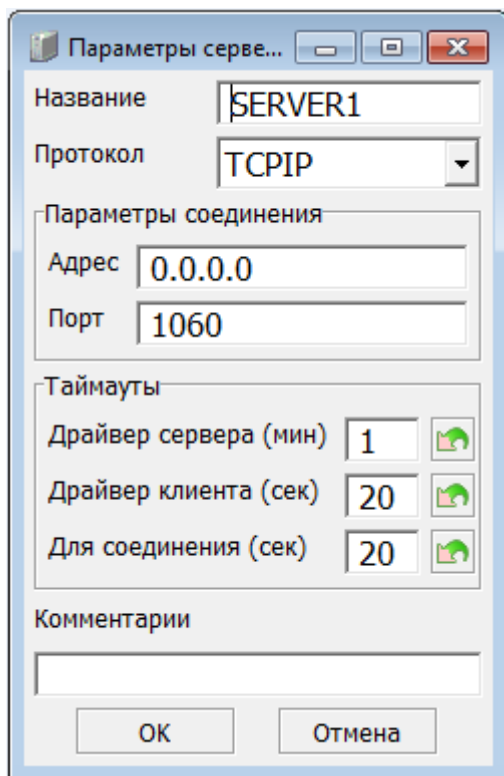 Параметры серве...
Название SERVER1
Протокол TCPIP
Параметры соединения
Адрес 0.0.0.0
Порт 1060
Таймауты
Драйвер сервера (мин) 1
Драйвер клиента (сек) 20
Для соединения (сек) 20
Комментарии
ОК Отмена